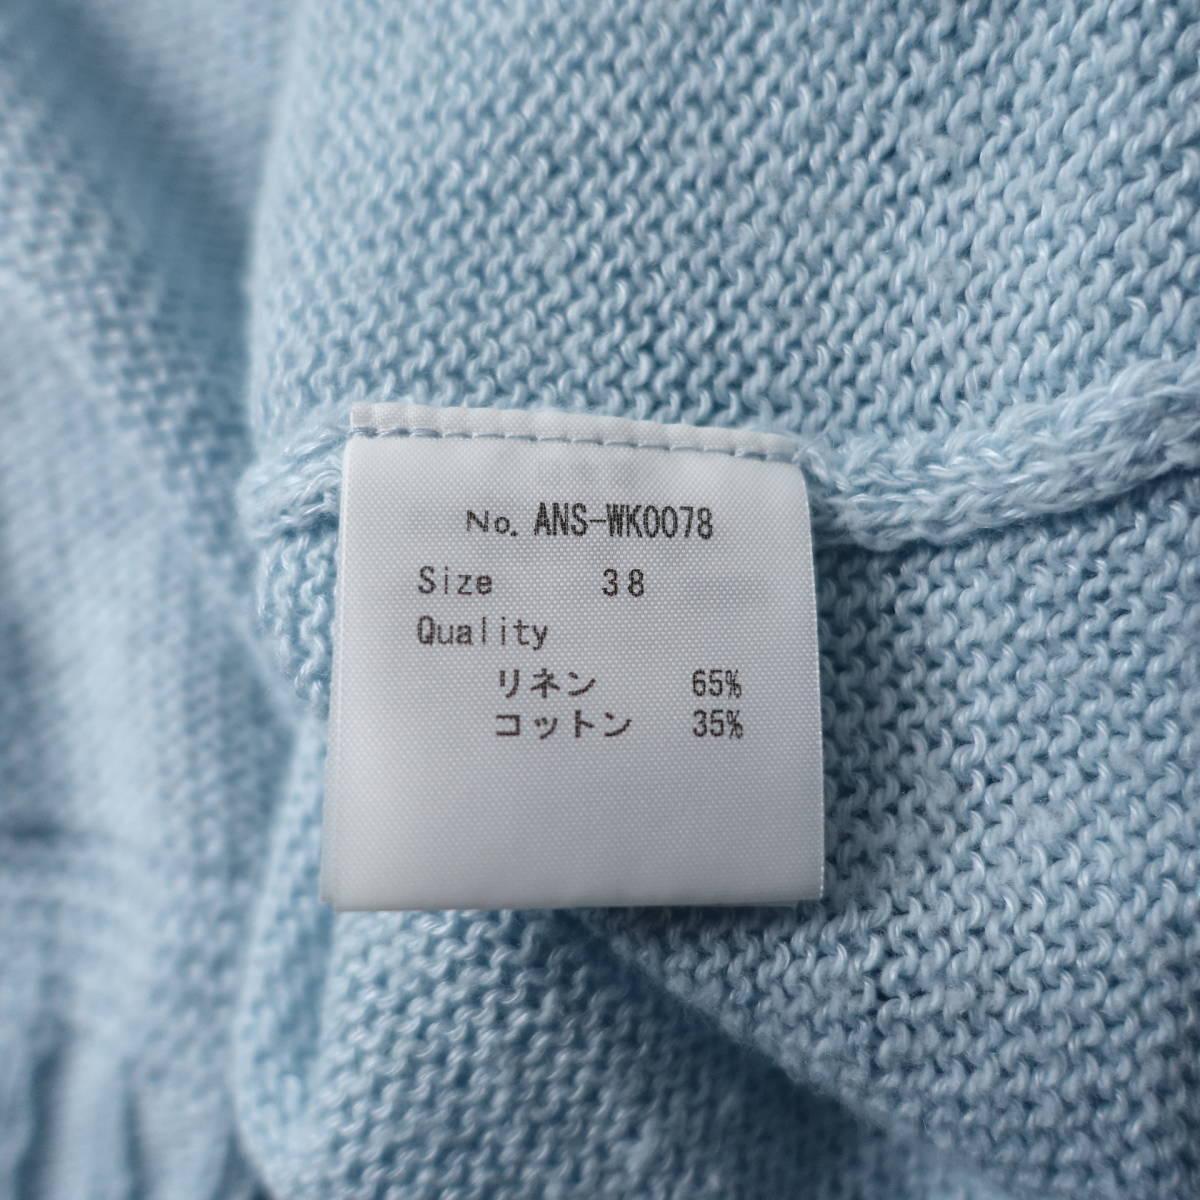 No. ANS-WK0078
Size 38
Quality
リネン 65%
コットン 35%